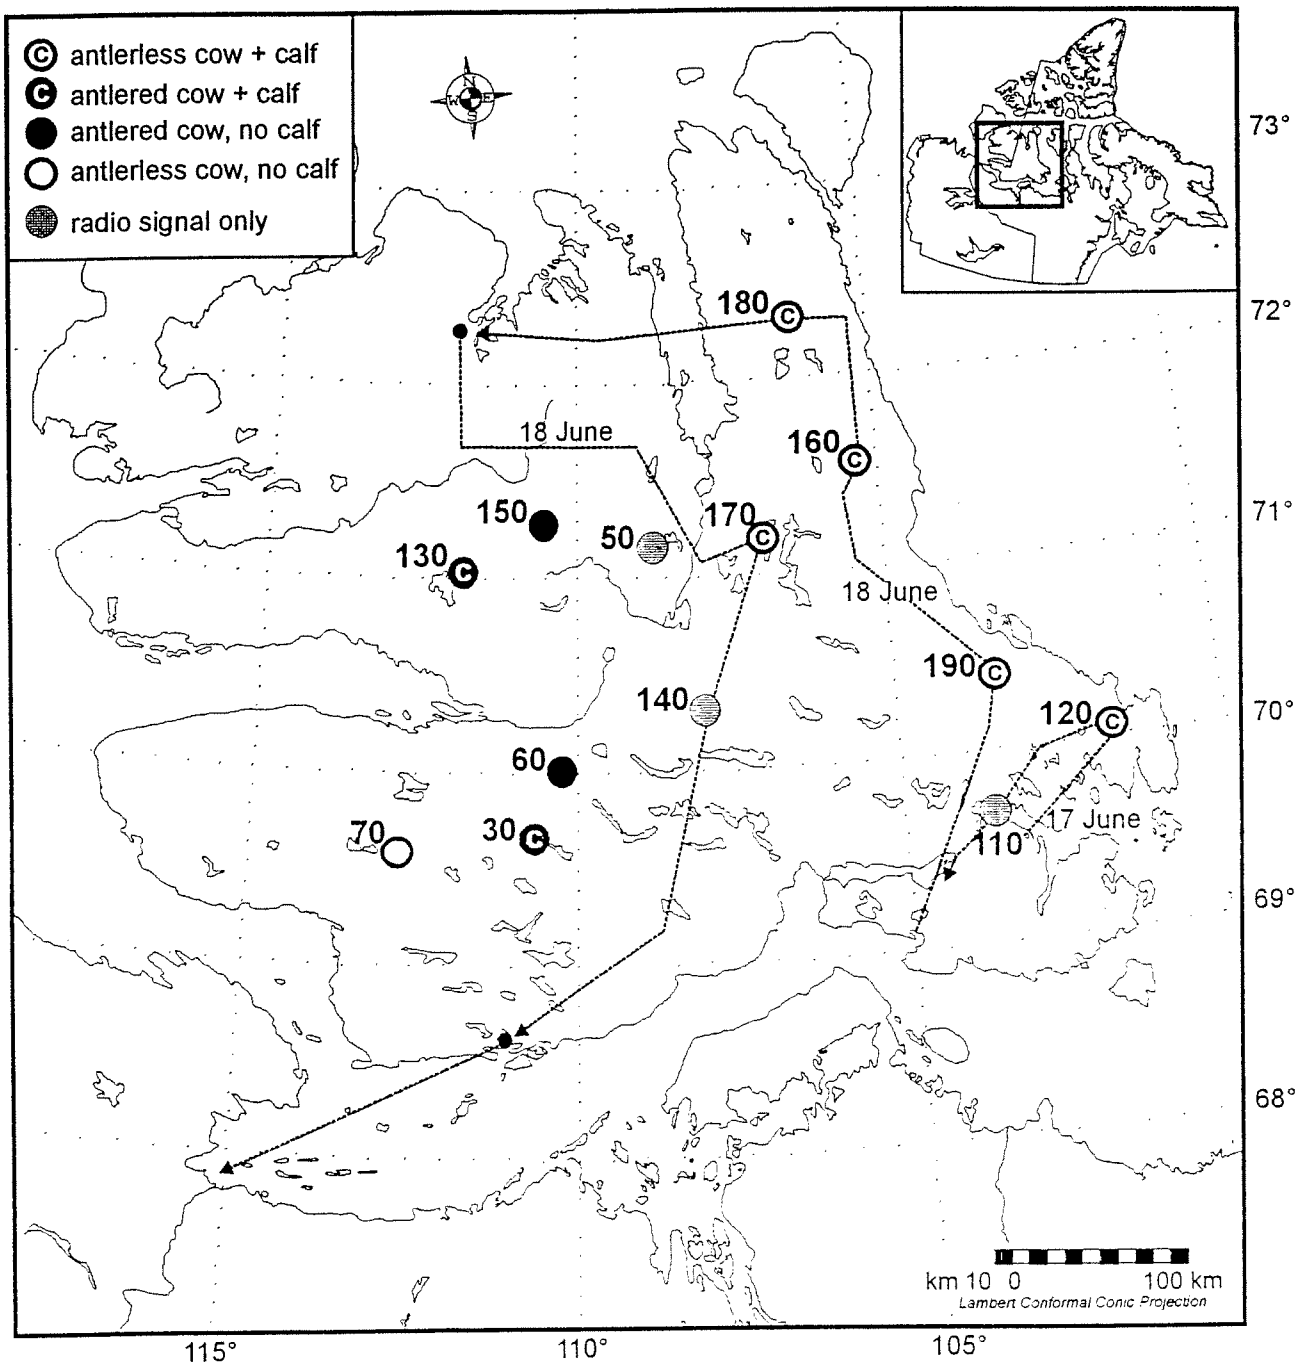 antlerless cow + calf
antlered cow + calf
antlered cow, no calf
antlerless cow, no calf
radio signal only
N
W E
S
73°
72°
71°
70°
69°
68°
180
18 June
160
150
50
170
130
18 June
190
140
120
60
70
30
17 June
110
km 10 0 100 km
Lambert Conformal Conic Projection
115°
110°
105°